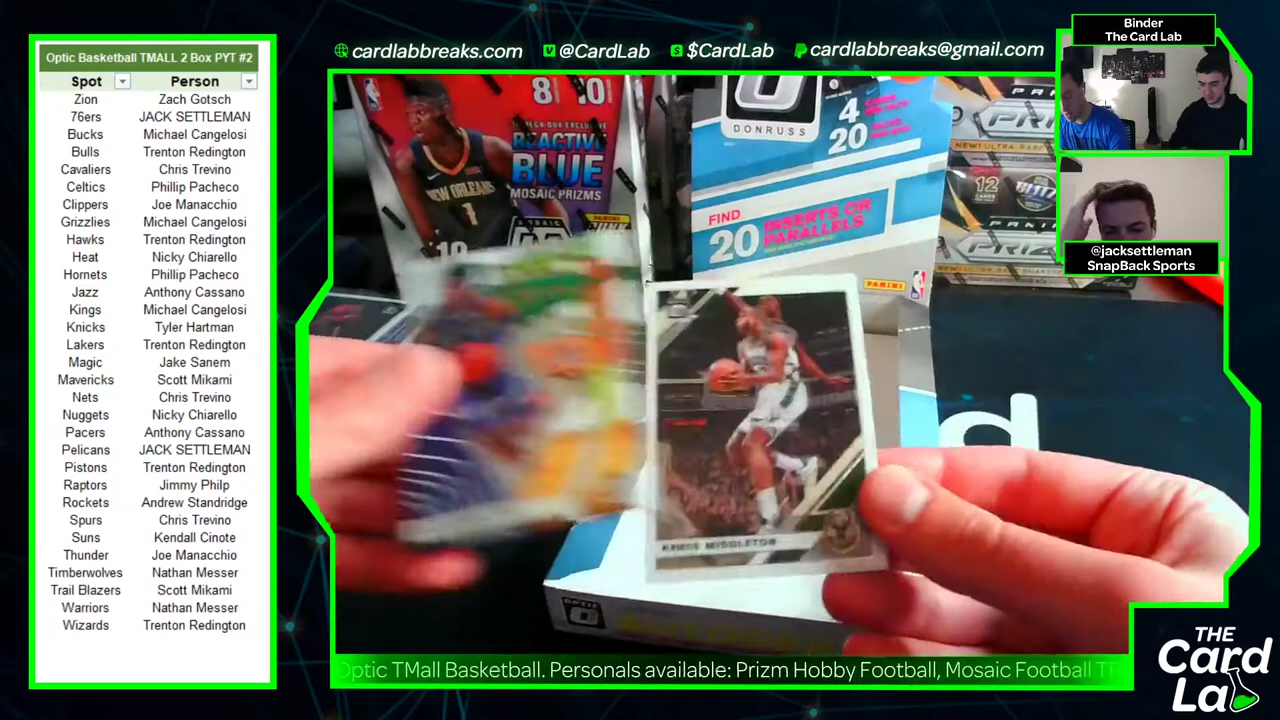 Optic Basketball TMALL 2 Box PYT #2
Spot Person
Zion Zach Gotsch
76ers JACK SETTLEMAN
Bucks Michael Cangelosi
Bulls Trenton Redington
Cavaliers Chris Trevino
Celtics Phillip Pacheco
Clippers Joe Manacchio
Grizzlies Michael Cangelosi
Hawks Trenton Redington
Heat Nicky Chiarello
Hornets Phillip Pacheco
Jazz Anthony Cassano
Kings Michael Cangelosi
Knicks Tyler Hartman
Lakers Trenton Redington
Magic Jake Sanem
Mavericks Scott Mikami
Nets Chris Trevino
Nuggets Nicky Chiarello
Pacers Anthony Cassano
Pelicans JACK SETTLEMAN
Pistons Trenton Redington
Raptors Jimmy Philp
Rockets Andrew Standridge
Spurs Chris Trevino
Suns Kendall Cinote
Thunder Joe Manacchio
Timberwolves Nathan Messer
Trail Blazers Scott Mikami
Warriors Nathan Messer
Wizards Trenton Redington
cardlabbreaks.com @CardLab $CardLab cardlabbreaks@gmail.com
Binder
The Card Lab
@jacksettleman
SnapBack Sports
REACTIVE
BLUE
MOSAIC PRIZMS
NEW ORLEANS
1
DONRUSS
4
20
FIND
20 INSERTS OR
PARALLELS
PANINI
12
KHRIS MIDDLETON
OPTIC
d
Optic TMall Basketball. Personals available: Prizm Hobby Football, Mosaic Football
THE
Card
Lab